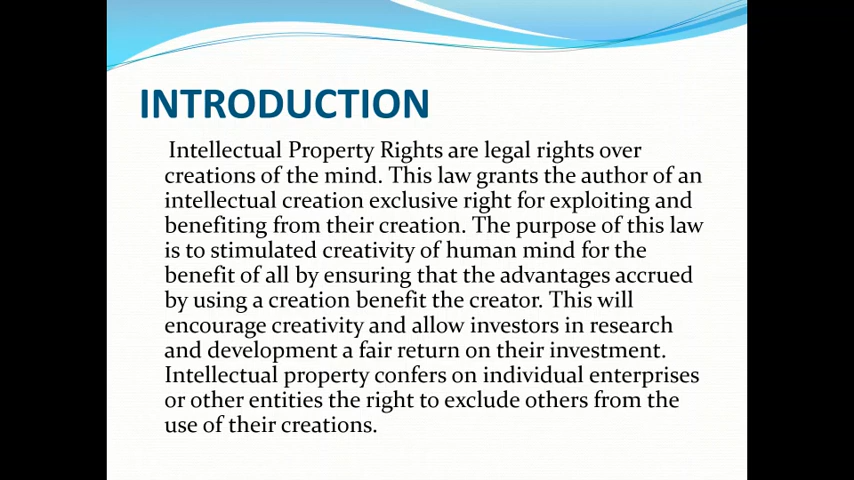 INTRODUCTION
Intellectual Property Rights are legal rights over
creations of the mind. This law grants the author of an
intellectual creation exclusive right for exploiting and
benefiting from their creation. The purpose of this law
is to stimulated creativity of human mind for the
benefit of all by ensuring that the advantages accrued
by using a creation benefit the creator. This will
encourage creativity and allow investors in research
and development a fair return on their investment.
Intellectual property confers on individual enterprises
or other entities the right to exclude others from the
use of their creations.